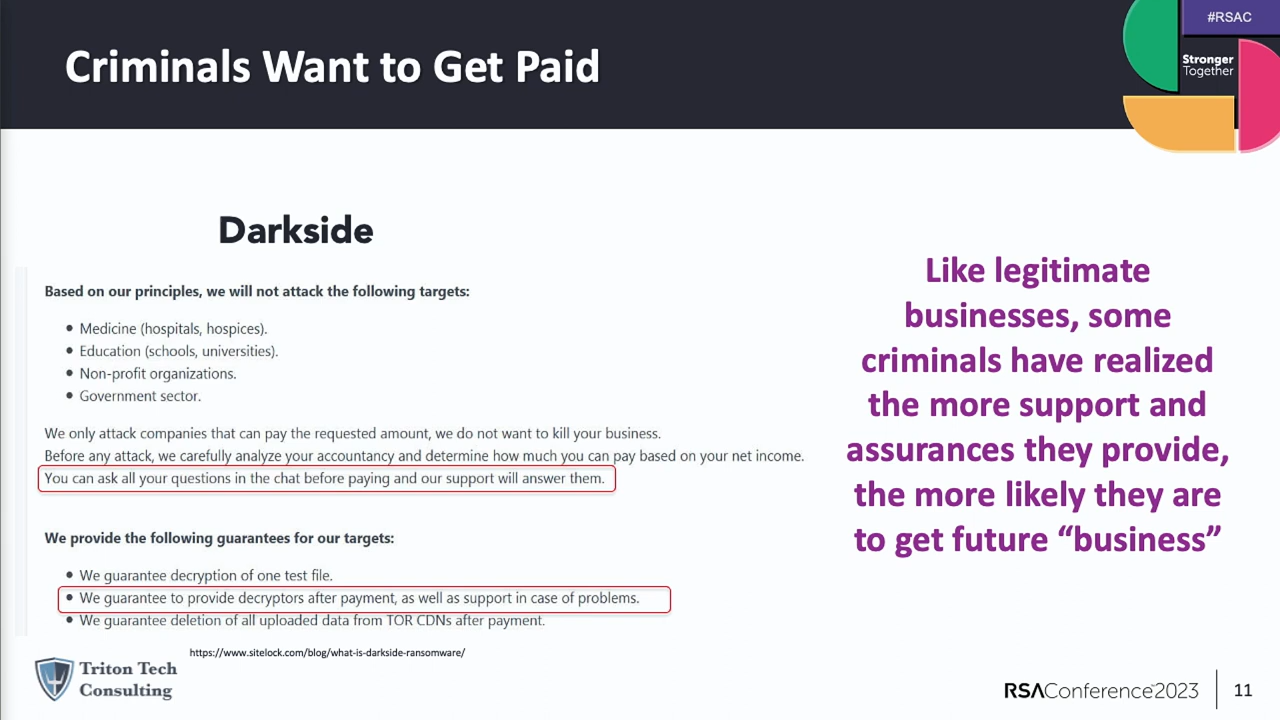 #RSAC
Criminals Want to Get Paid
Stronger
Together
Darkside
Based on our principles, we will not attack the following targets:
• Medicine (hospitals, hospices).
• Education (schools, universities).
• Non-profit organizations.
• Government sector.
We only attack companies that can pay the requested amount, we do not want to kill your business.
Before any attack, we carefully analyze your accountancy and determine how much you can pay based on your net income.
You can ask all your questions in the chat before paying and our support will answer them.
We provide the following guarantees for our targets:
• We guarantee decryption of one test file.
• We guarantee to provide decryptors after payment, as well as support in case of problems.
• We guarantee deletion of all uploaded data from TOR CDNs after payment.
Like legitimate
businesses, some
criminals have realized
the more support and
assurances they provide,
the more likely they are
to get future “business”
https://www.sitelock.com/blog/what-is-darkside-ransomware/
Triton Tech
Consulting
RSAConference™2023
11